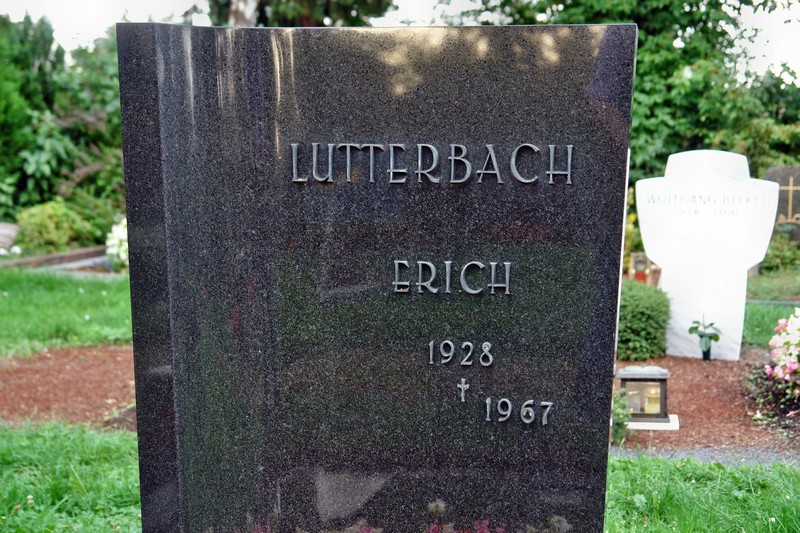 LUTTERBACH
ERICH
1928
✝
1967
WOLFGANG